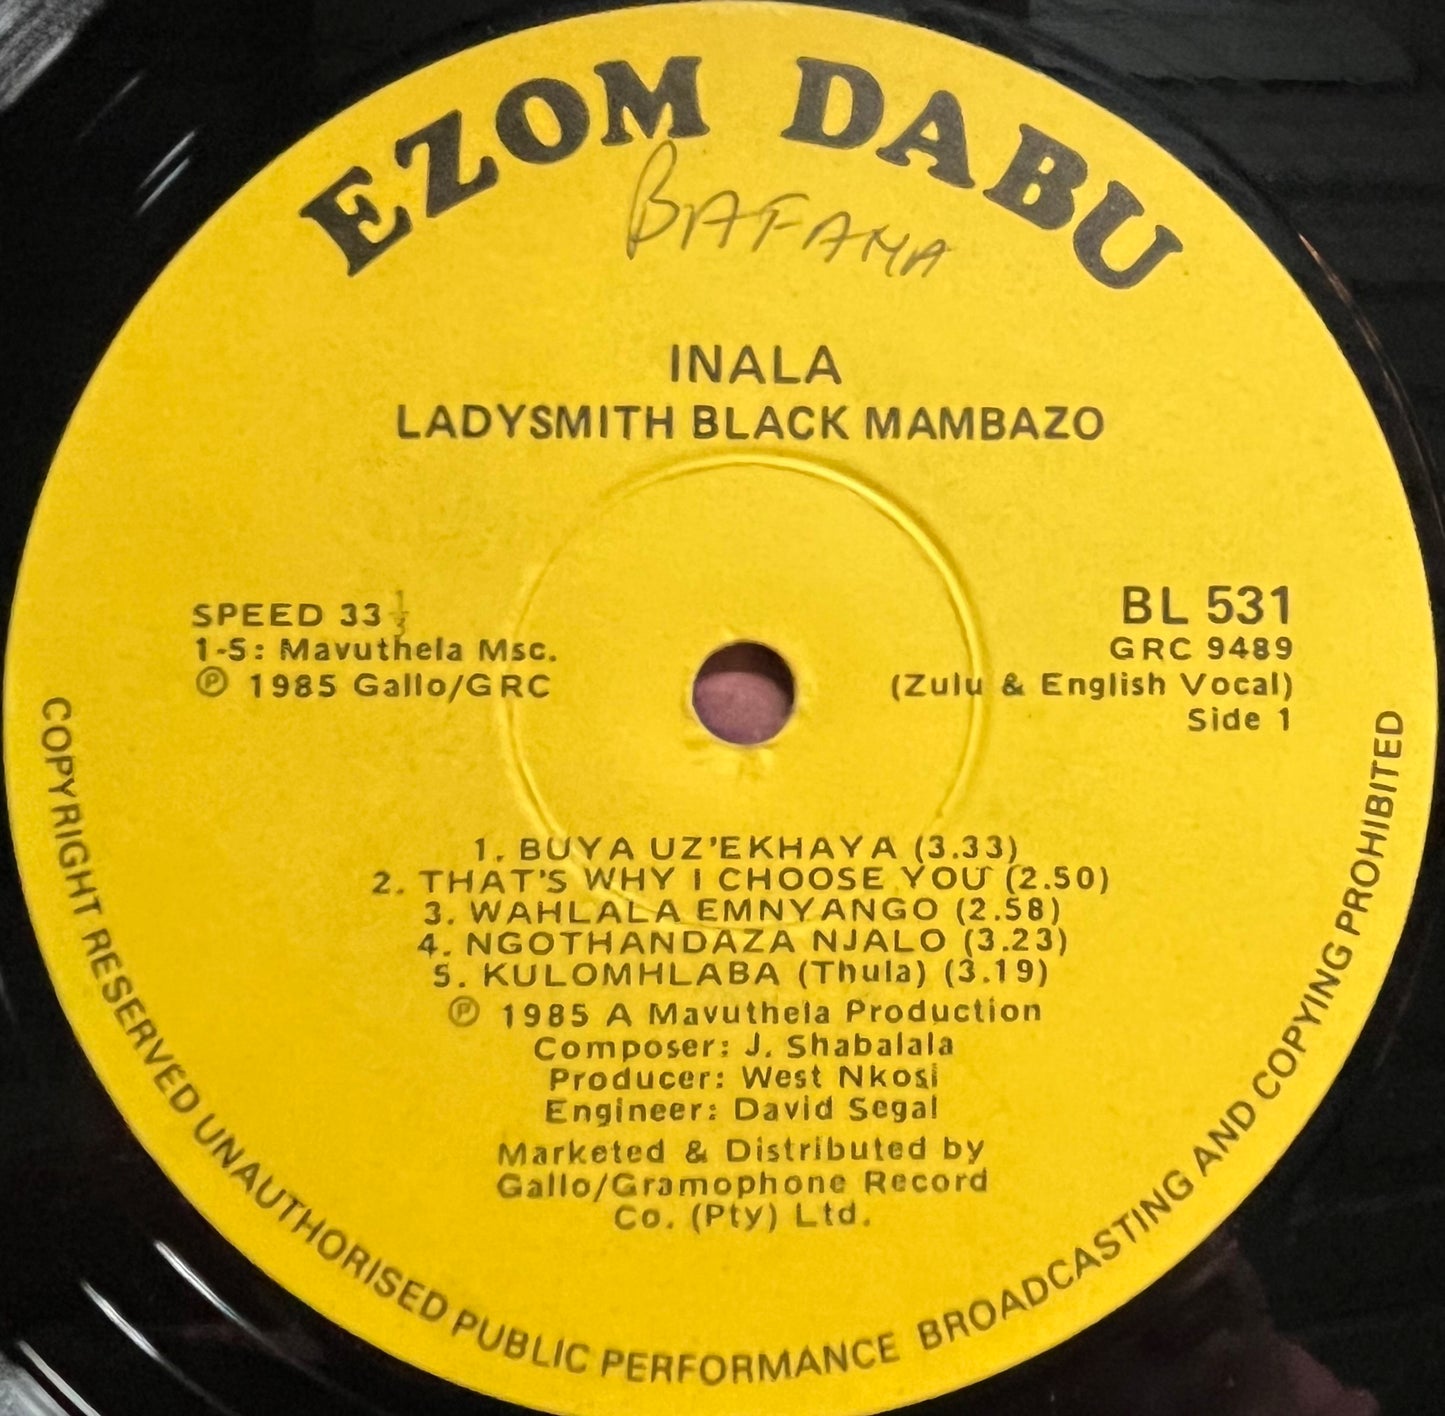 EZOM DABU
BAFANA
INALA
LADYSMITH BLACK MAMBAZO
SPEED 33 1/3
1-5: Mavuthela Msc.
℗ 1985 Gallo/GRC
BL 531
GRC 9489
(Zulu & English Vocal)
Side 1
1. BUYA UZ'EKHAYA (3.33)
2. THAT'S WHY I CHOOSE YOU (2.50)
3. WAHLALA EMNYANGO (2.58)
4. NGOTHANDAZA NJALO (3.23)
5. KULOMHLABA (Thula) (3.19)
℗ 1985 A Mavuthela Production
Composer: J. Shabalala
Producer: West Nkosi
Engineer: David Segal
Marketed & Distributed by
Gallo/Gramophone Record
Co. (Pty) Ltd.
COPYRIGHT RESERVED UNAUTHORISED PUBLIC PERFORMANCE BROADCASTING AND COPYING PROHIBITED